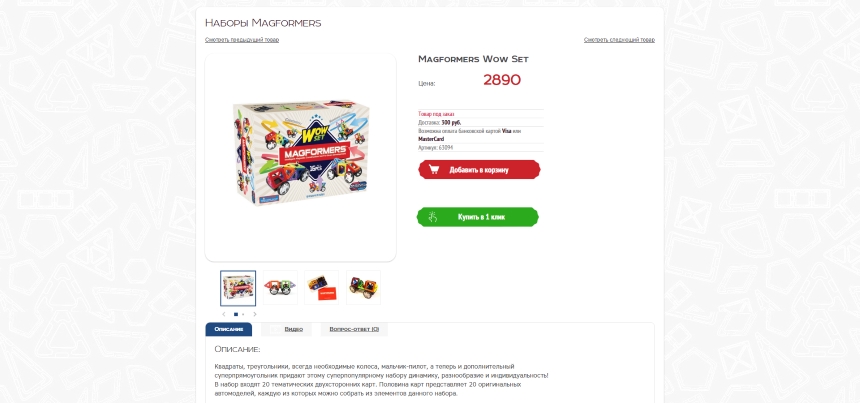 Наборы Magformers
Смотреть предыдущий товар
Смотреть следующий товар
Magformers Wow Set
Цена: 2890
Товар под заказ
Доставка: 300 руб.
Возможна оплата банковской картой Visa или
MasterCard
Артикул: 63094
Добавить в корзину
Купить в 1 клик
WOW
SET
MAGFORMERS
Описание
Видео
Вопрос-ответ (0)
Описание:
Квадраты, треугольники, всегда необходимые колеса, мальчик-пилот, а теперь и дополнительный
суперпрямоугольник придают этому суперпопулярному набору динамику, разнообразие и индивидуальность!
В набор входят 20 тематических двусторонних карт. Половина карт представляет 20 оригинальных
автомоделей, каждую из которых можно собрать из элементов данного набора.